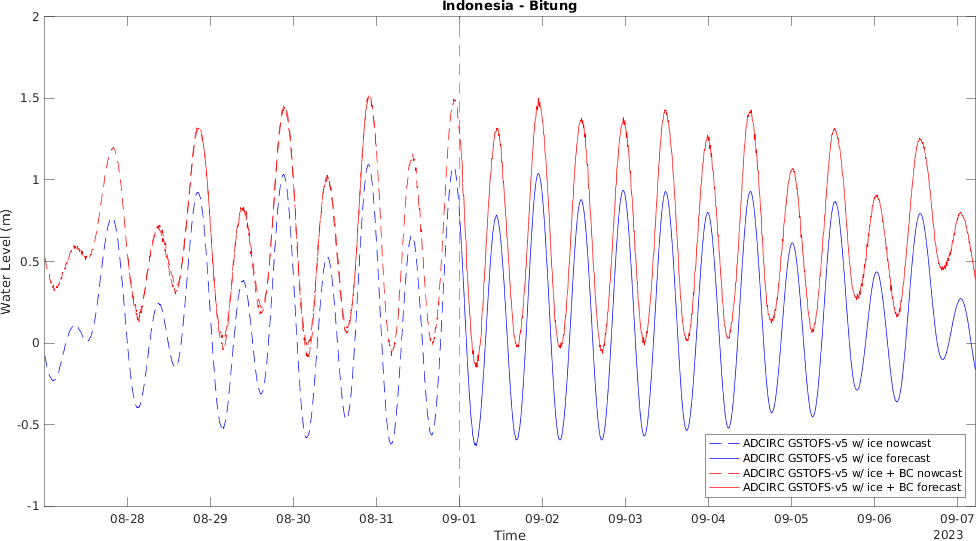 Indonesia - Bitung
2
1.5
1
0.5
0
-0.5
-1
Water Level (m)
08-28 08-29 08-30 08-31 09-01 09-02 09-03 09-04 09-05 09-06 09-07
Time
2023
ADCIRC GSTOFS-v5 w/ ice nowcast
ADCIRC GSTOFS-v5 w/ ice forecast
ADCIRC GSTOFS-v5 w/ ice + BC nowcast
ADCIRC GSTOFS-v5 w/ ice + BC forecast